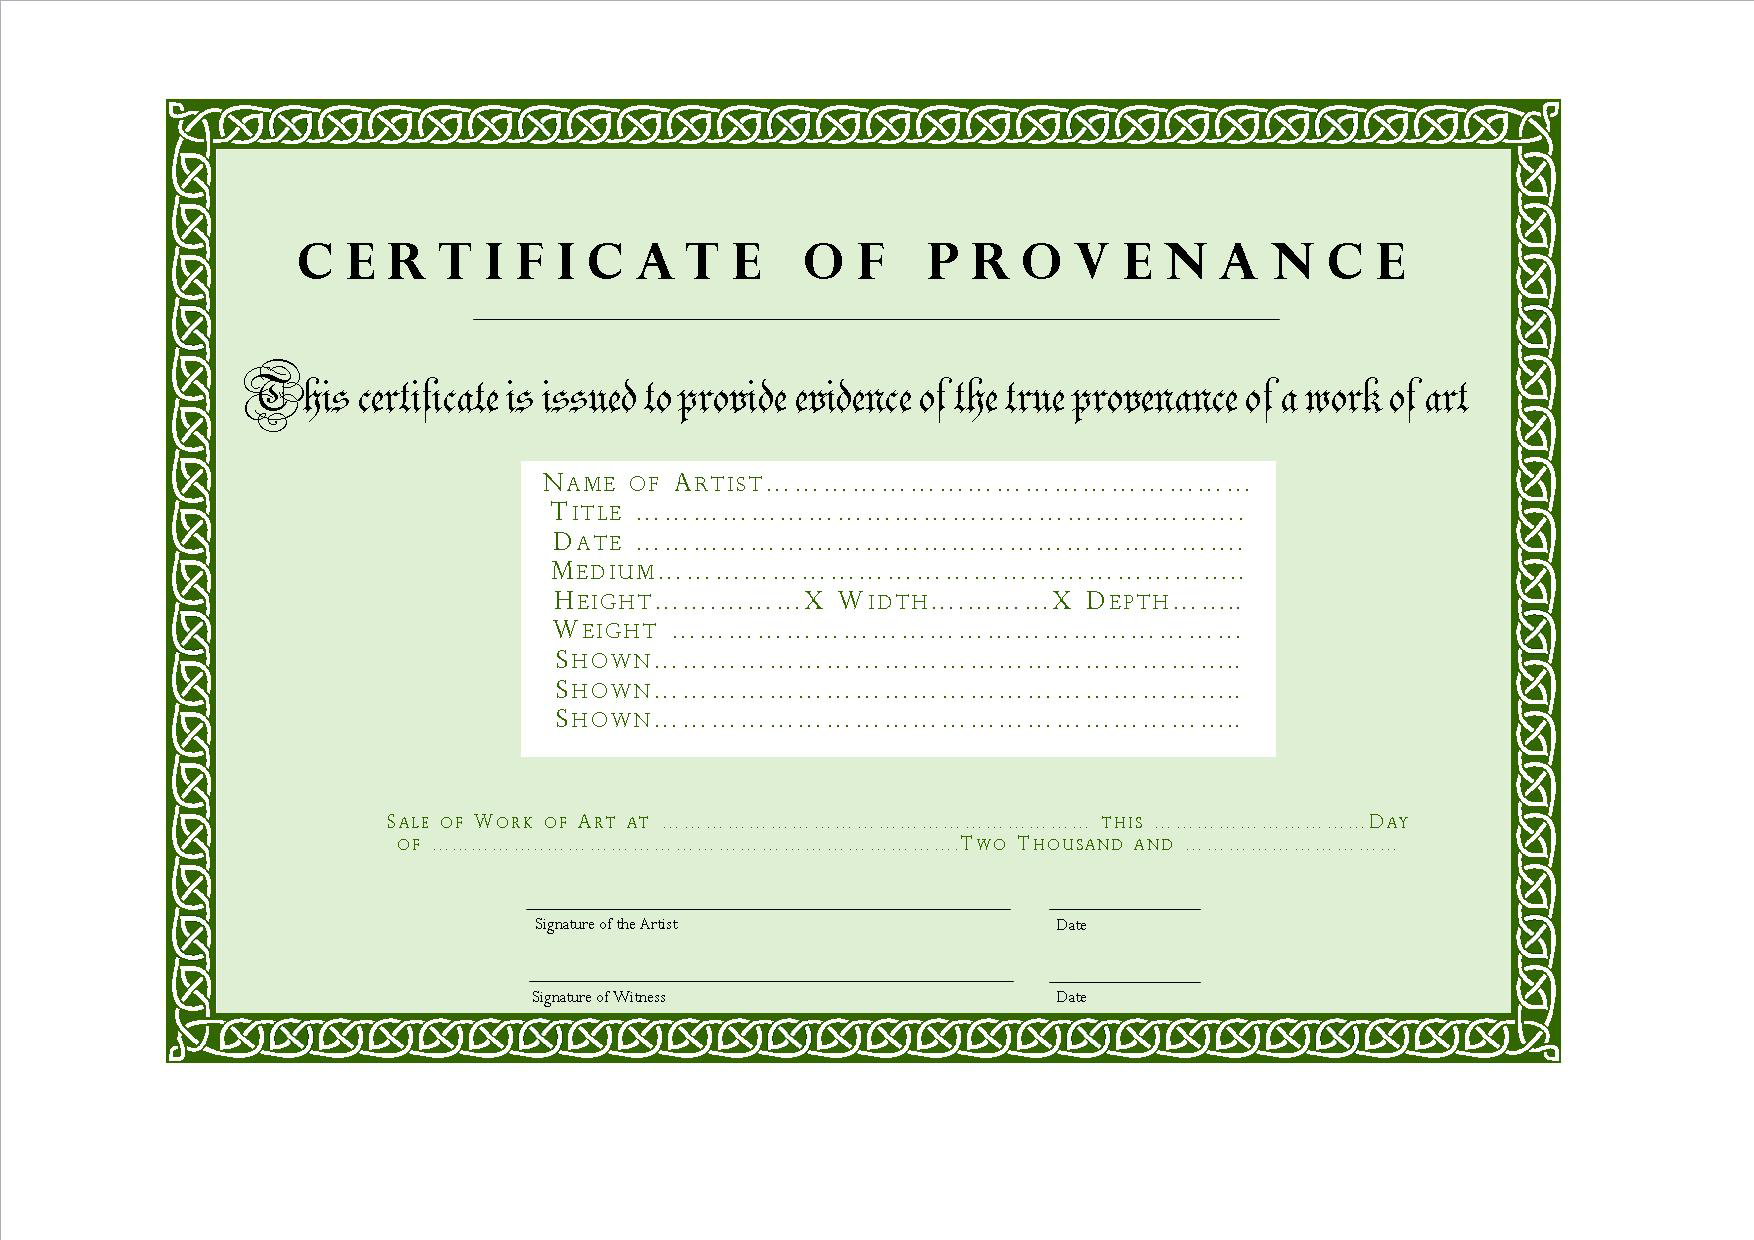 CERTIFICATE OF PROVENANCE
This certificate is issued to provide evidence of the true provenance of a work of art
NAME OF ARTIST……………………………………………
TITLE ……………………………………………………….
DATE ……………………………………………………….
MEDIUM……………………………………………………..
HEIGHT…….………X WIDTH….………X DEPTH……..
WEIGHT ……………………………………………………
SHOWN……………………………………………………..
SHOWN……………………………………………………..
SHOWN……………………………………………………..
SALE OF WORK OF ART AT …………………………………………………… THIS …………………………DAY
OF ……………………………………………………………….TWO THOUSAND AND …………………………
Signature of the Artist Date
Signature of Witness Date